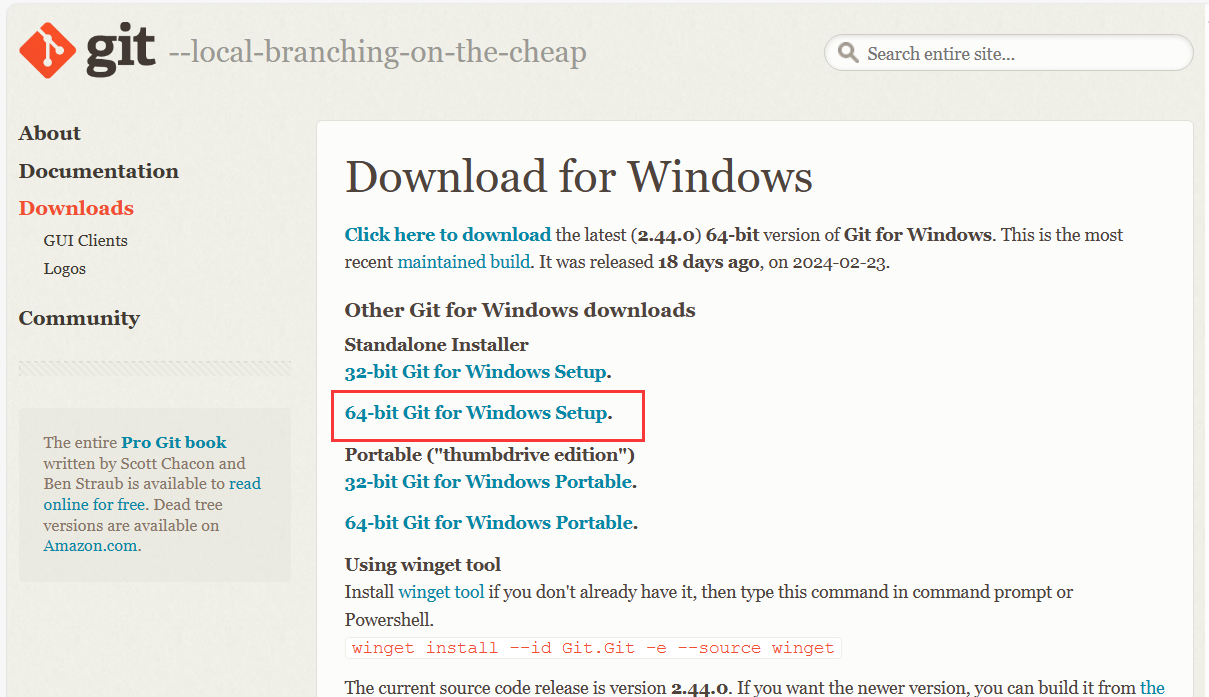 git --local-branching-on-the-cheap
Search entire site...
About
Documentation
Downloads
GUI Clients
Logos
Community
The entire Pro Git book
written by Scott Chacon and
Ben Straub is available to read
online for free. Dead tree
versions are available on
Amazon.com.
Download for Windows
Click here to download the latest (2.44.0) 64-bit version of Git for Windows. This is the most
recent maintained build. It was released 18 days ago, on 2024-02-23.
Other Git for Windows downloads
Standalone Installer
32-bit Git for Windows Setup.
64-bit Git for Windows Setup.
Portable ("thumbdrive edition")
32-bit Git for Windows Portable.
64-bit Git for Windows Portable.
Using winget tool
Install winget tool if you don't already have it, then type this command in command prompt or
Powershell.
winget install --id Git.Git -e --source winget
The current source code release is version 2.44.0. If you want the newer version, you can build it from the